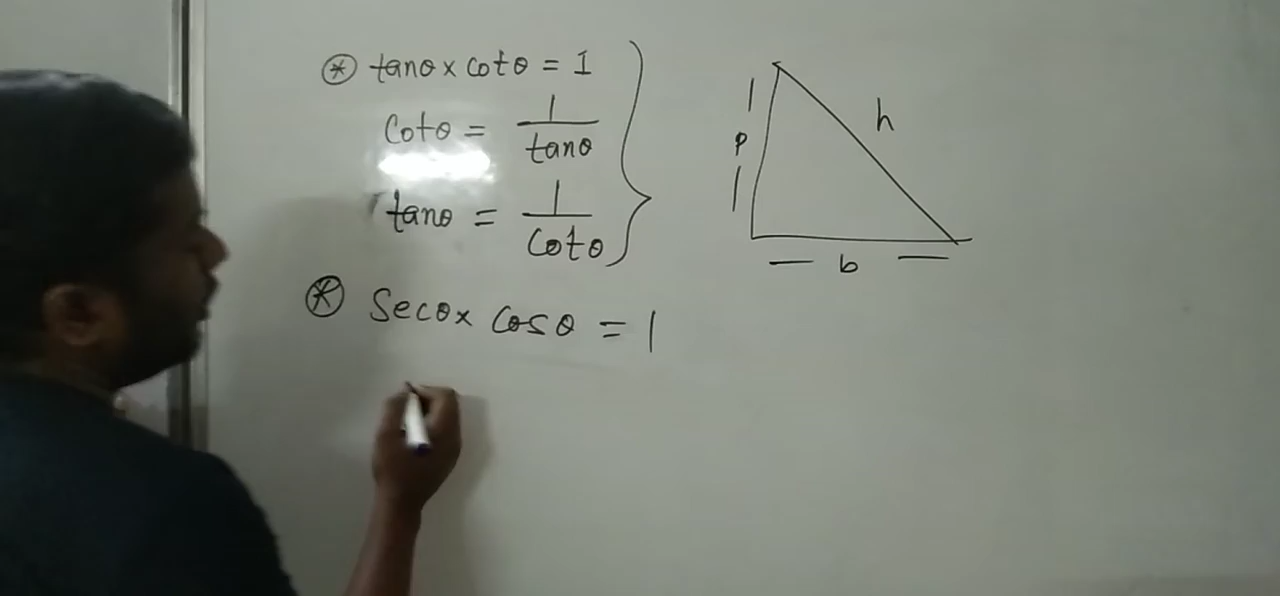 ⊛ tanθ × cotθ = 1
cotθ = 1/tanθ
tanθ = 1/cotθ
⊛ secθ × cosθ = 1
h
p
b